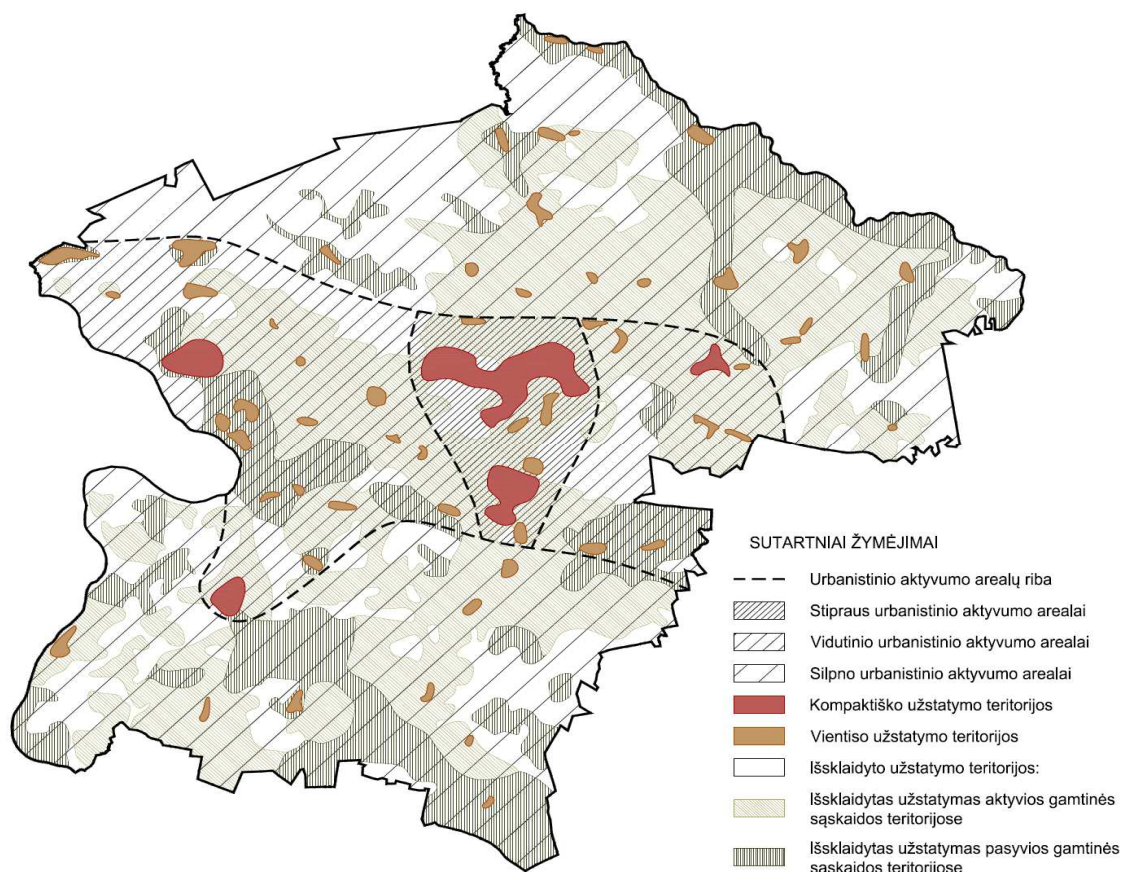 SUTARTNIAI ŽYMĖJIMAI
Urbanistinio aktyvumo arealų riba
Stipraus urbanistinio aktyvumo arealai
Vidutinio urbanistinio aktyvumo arealai
Silpno urbanistinio aktyvumo arealai
Kompaktiško užstatymo teritorijos
Vientiso užstatymo teritorijos
Išsklaidyto užstatymo teritorijos:
Išsklaidytas užstatymas aktyvios gamtinės
sąskaidos teritorijose
Išsklaidytas užstatymas pasyvios gamtinės
sąskaidos teritorijose